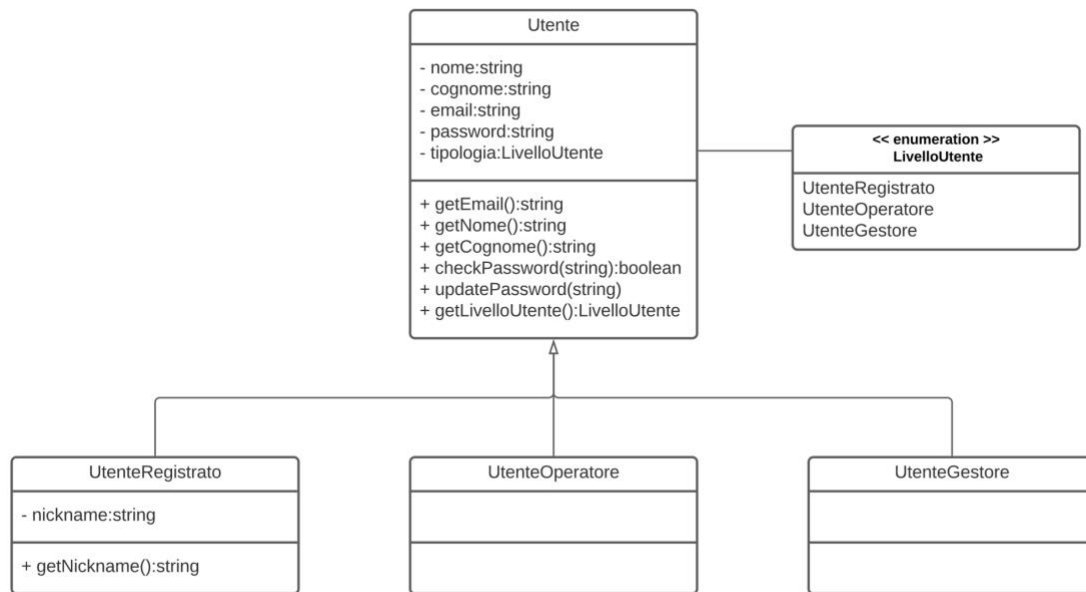 Utente
- nome:string
- cognome:string
- email:string
- password:string
- tipologia:LivelloUtente
+ getEmail():string
+ getNome():string
+ getCognome():string
+ checkPassword(string):boolean
+ updatePassword(string)
+ getLivelloUtente():LivelloUtente
<< enumeration >>
LivelloUtente
UtenteRegistrato
UtenteOperatore
UtenteGestore
UtenteRegistrato
- nickname:string
+ getNickname():string
UtenteOperatore
UtenteGestore